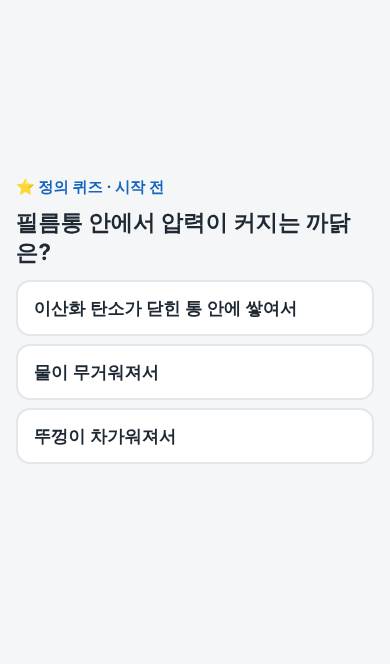 ⭐ 정의 퀴즈 · 시작 전
필름통 안에서 압력이 커지는 까닭
은?
이산화 탄소가 닫힌 통 안에 쌓여서
물이 무거워져서
뚜껑이 차가워져서